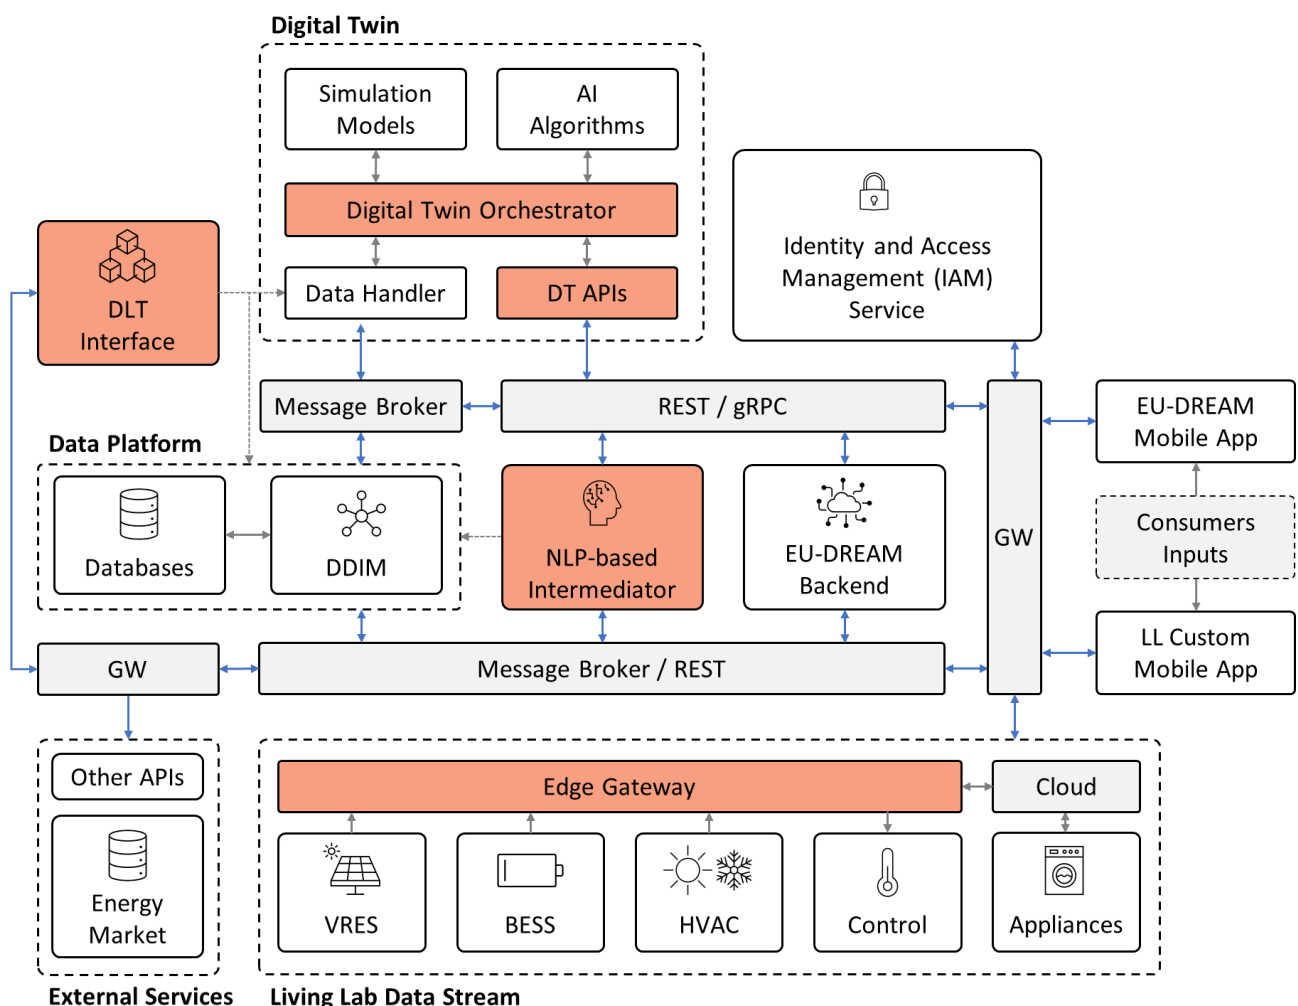 Digital Twin
Simulation
Models
AI
Algorithms
Digital Twin Orchestrator
Data Handler
DT APIs
DLT
Interface
Identity and Access
Management (IAM)
Service
Message Broker
REST / gRPC
EU-DREAM
Mobile App
Data Platform
Databases
DDIM
NLP-based
Intermediator
EU-DREAM
Backend
GW
Consumers
Inputs
LL Custom
Mobile App
GW
Message Broker / REST
Other APIs
Energy
Market
External Services
Edge Gateway
Cloud
VRES
BESS
HVAC
Control
Appliances
Living Lab Data Stream